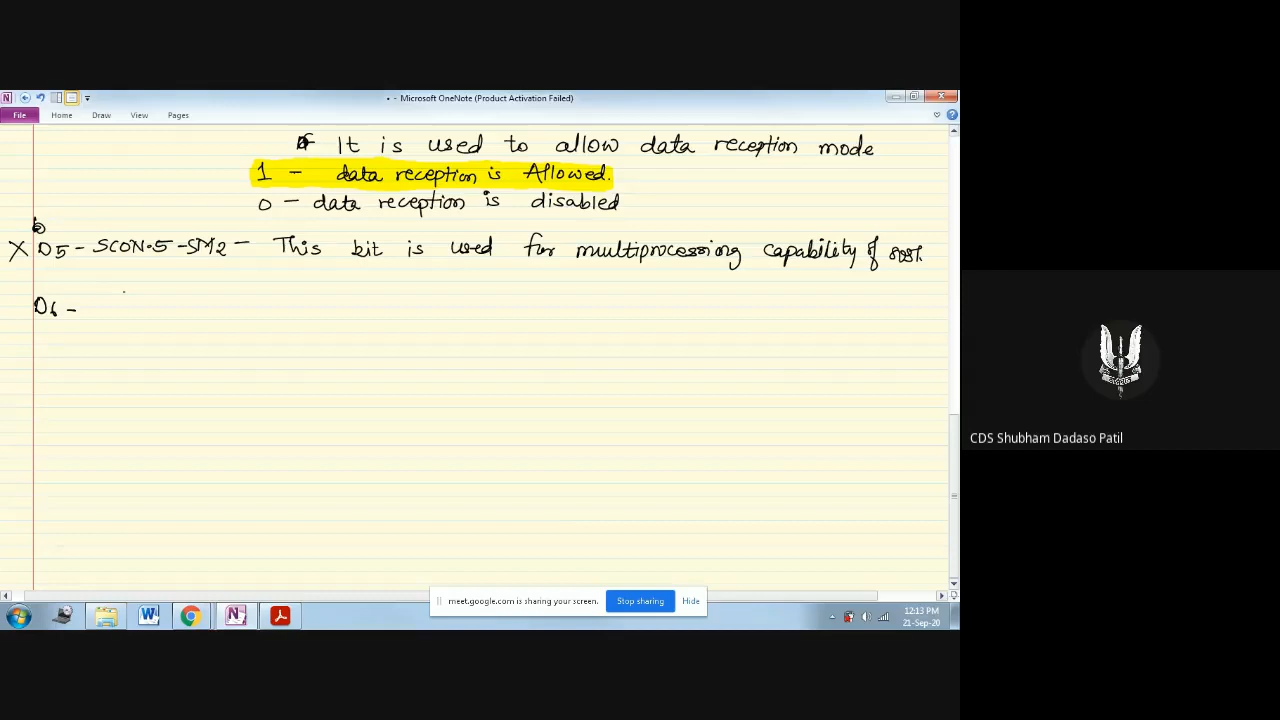 • - Microsoft OneNote (Product Activation Failed)
File Home Draw View Pages
It is used to allow data reception mode
1 - data reception is Allowed.
0 - data reception is disabled
X D5 - SCON.5 - SM2 - This bit is used for multiprocessing capability of 8051.
D6 -
CDS Shubham Dadaso Patil
meet.google.com is sharing your screen. Stop sharing Hide
12:13 PM
21-Sep-20